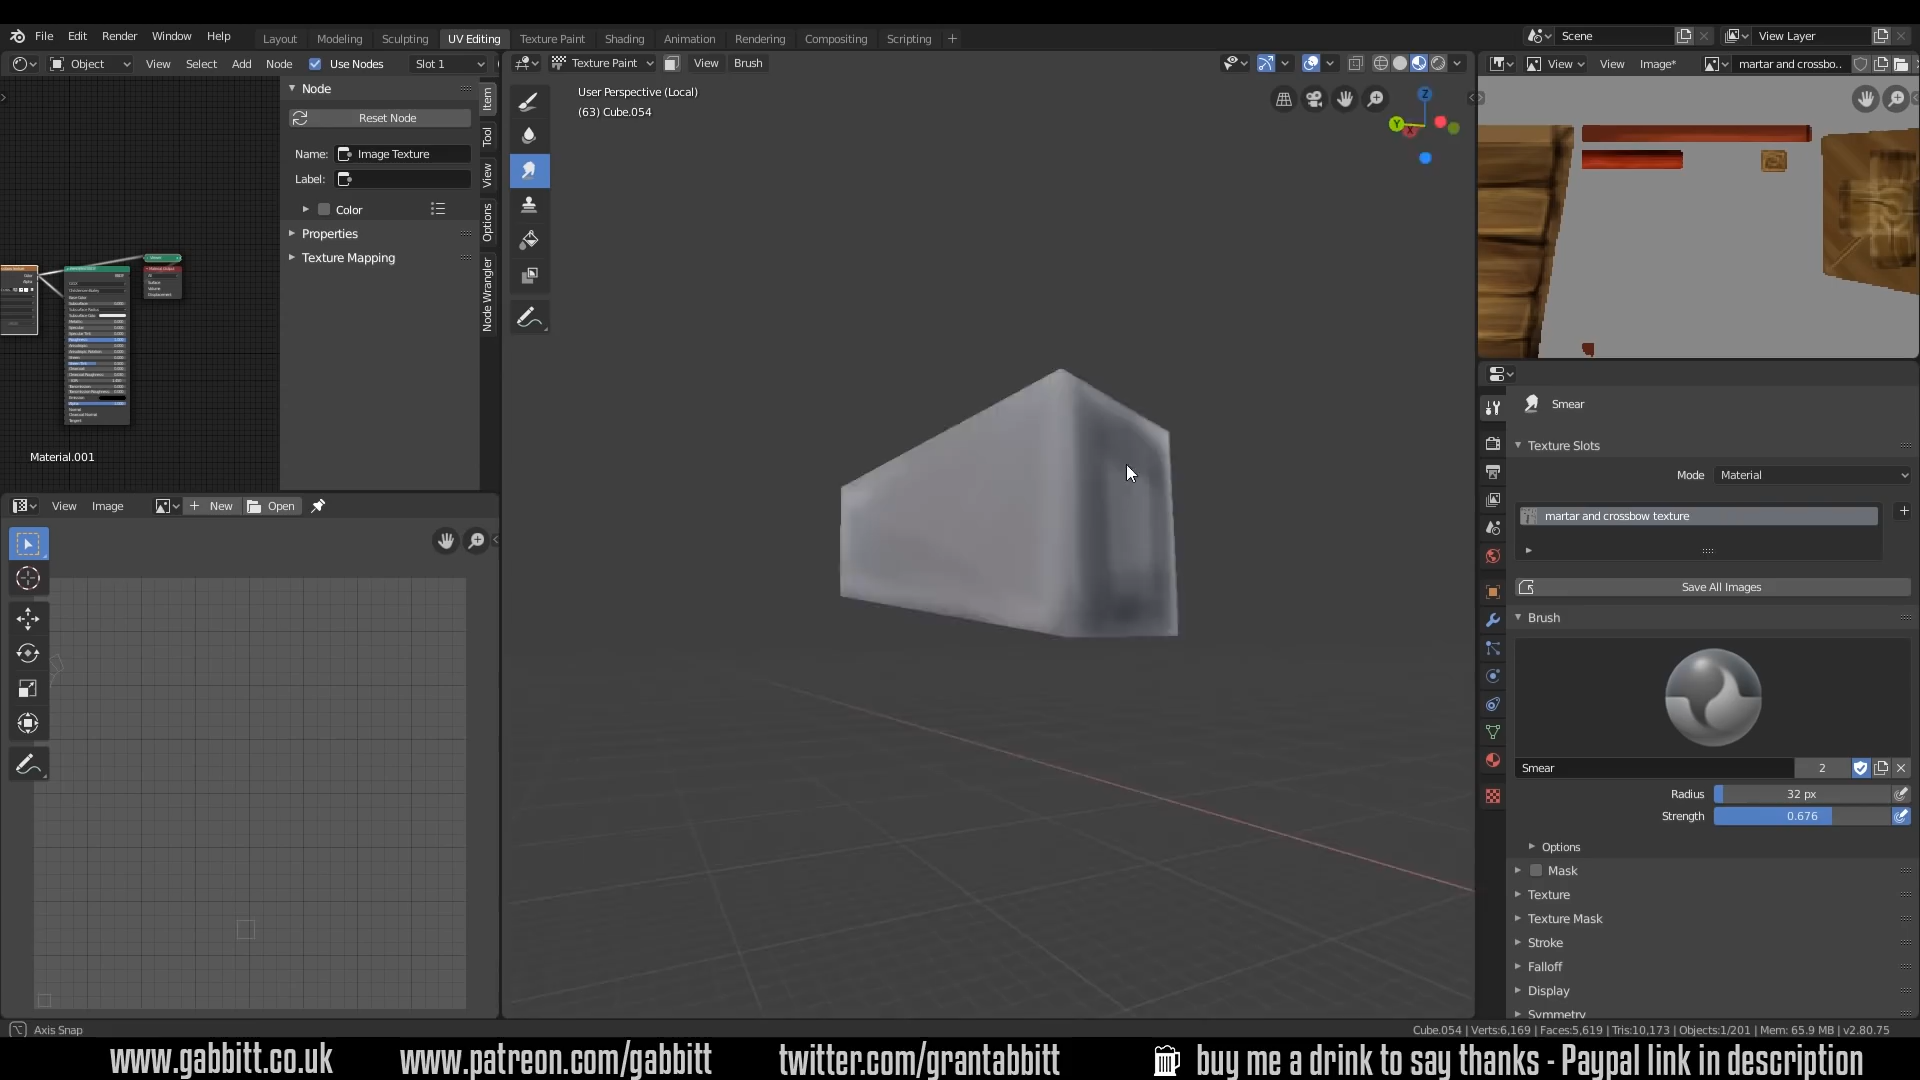 File Edit Render Window Help Layout Modeling Sculpting UV Editing Texture Paint Shading Animation Rendering Compositing Scripting + Scene View Layer
Object View Select Add Node Use Nodes Slot 1 Texture Paint View Brush View View Image* martar and crossbo..
Node
Reset Node
Name: Image Texture
Label:
Color
Properties
Texture Mapping
Item
Tool
View
Options
Node Wrangler
Material.001
User Perspective (Local)
(63) Cube.054
Z
Y
X
View Image New Open
Smear
Texture Slots
Mode Material
martar and crossbow texture
Save All Images
Brush
Smear 2
Radius 32 px
Strength 0.676
Options
Mask
Texture
Texture Mask
Stroke
Falloff
Display
Symmetry
Axis Snap Cube.054 | Verts:6,169 | Faces:5,619 | Tris:10,173 | Objects:1/201 | Mem: 65.9 MB | v2.80.75
www.gabbitt.co.uk www.patreon.com/gabbitt twitter.com/grantabbitt buy me a drink to say thanks - Paypal link in description